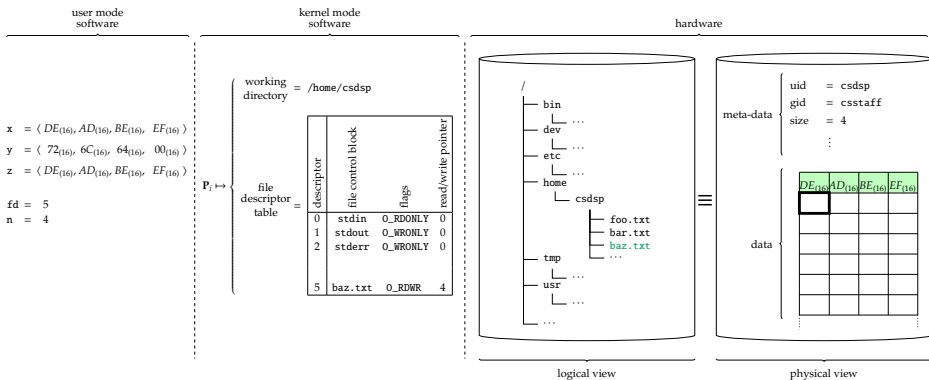 user mode
software
kernel mode
software
hardware
x = ⟨ DE(16), AD(16), BE(16), EF(16) ⟩
y = ⟨ 72(16), 6C(16), 64(16), 00(16) ⟩
z = ⟨ DE(16), AD(16), BE(16), EF(16) ⟩
fd = 5
n = 4
Pi ↦
working
directory = /home/csdsp
file
descriptor
table =
descriptor file control block flags read/write pointer
0 stdin O_RDONLY 0
1 stdout O_WRONLY 0
2 stderr O_WRONLY 0
5 baz.txt O_RDWR 4
/
bin
...
dev
...
etc
...
home
csdsp
foo.txt
bar.txt
baz.txt
...
tmp
...
usr
...
...
≡
meta-data
uid = csdsp
gid = csstaff
size = 4
⋮
data
DE(16) AD(16) BE(16) EF(16)
logical view
physical view